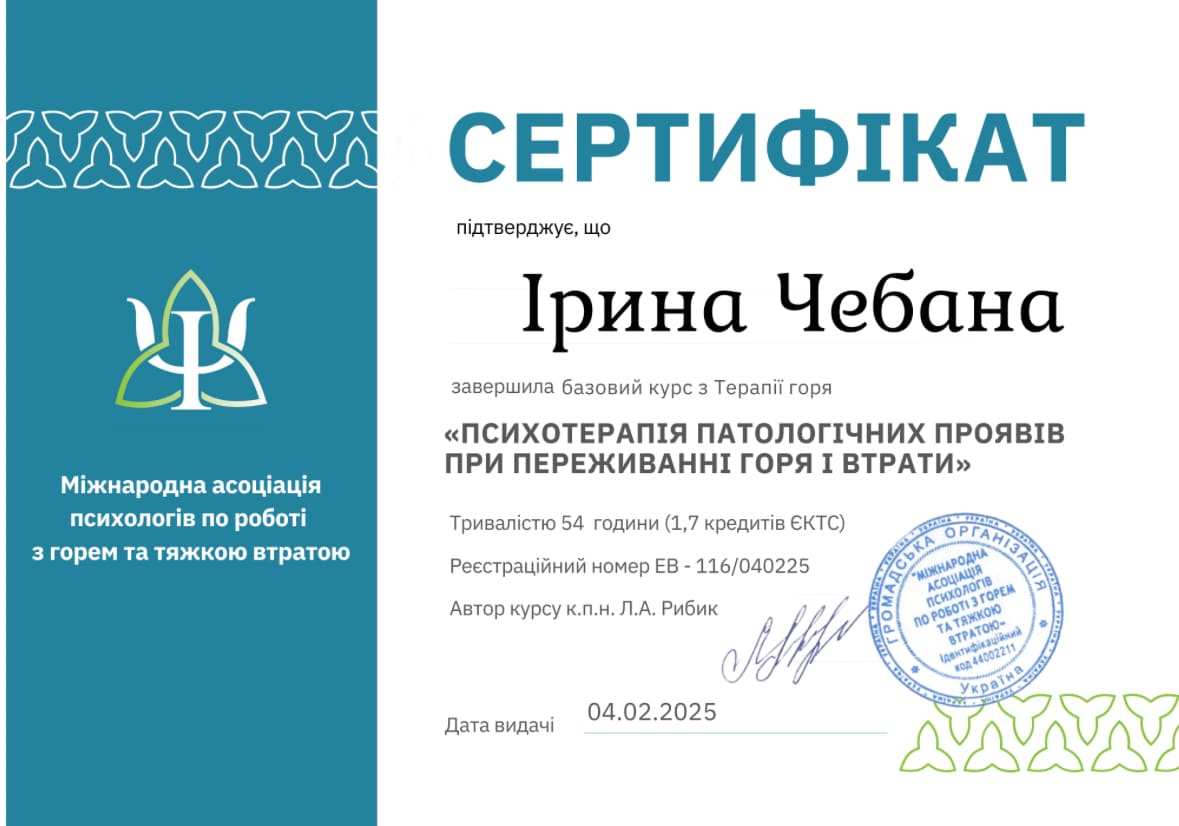 СЕРТИФІКАТ
підтверджує, що
Ірина Чебана
завершила базовий курс з Терапії горя
«ПСИХОТЕРАПІЯ ПАТОЛОГІЧНИХ ПРОЯВІВ
ПРИ ПЕРЕЖИВАННІ ГОРЯ І ВТРАТИ»
Тривалістю 54 години (1,7 кредитів ЄКТС)
Реєстраційний номер ЕВ - 116/040225
Автор курсу к.п.н. Л.А. Рибик
Дата видачі 04.02.2025
Міжнародна асоціація
психологів по роботі
з горем та тяжкою втратою
ГРОМАДСЬКА ОРГАНІЗАЦІЯ
"МІЖНАРОДНА
АСОЦІАЦІЯ
ПСИХОЛОГІВ
ПО РОБОТІ З ГОРЕМ
ТА ТЯЖКОЮ
ВТРАТОЮ"
Ідентифікаційний
код 44002211
Україна